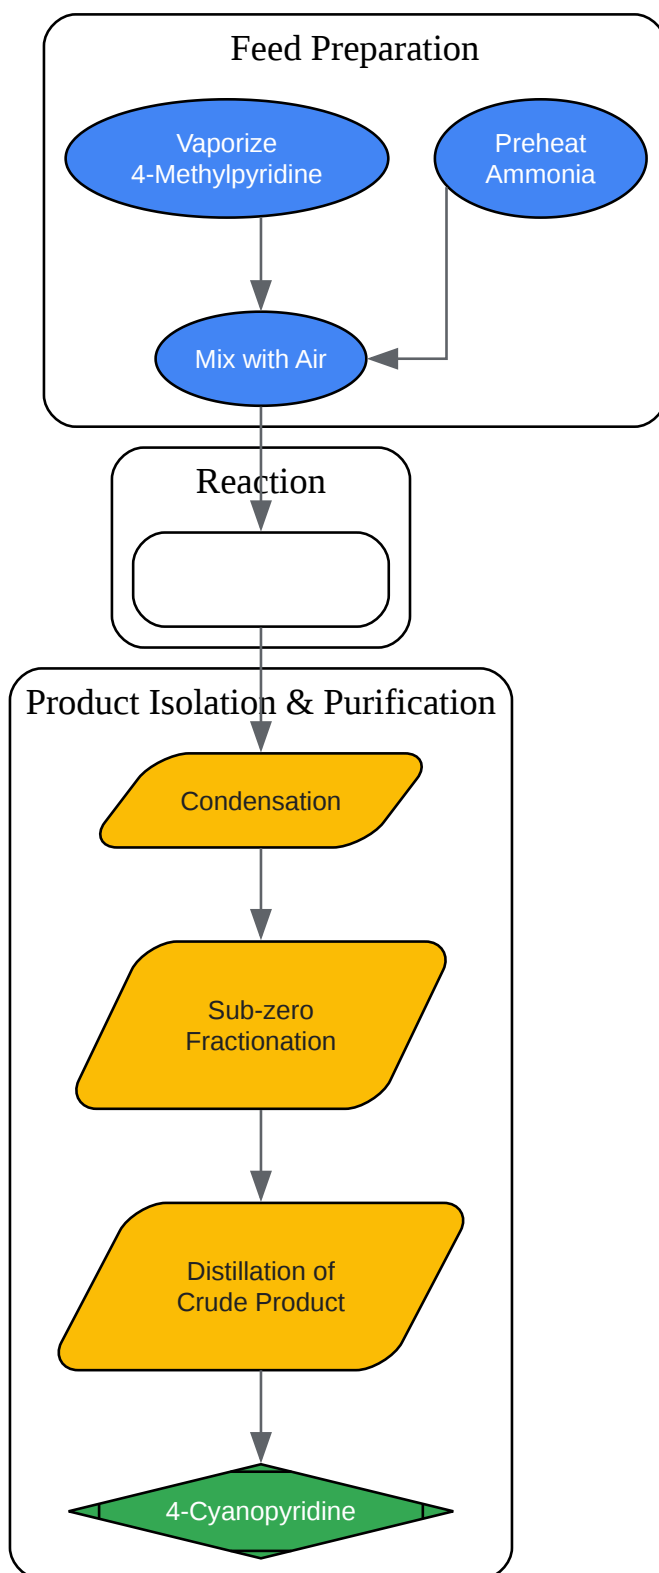 Feed Preparation
Vaporize
4-Methylpyridine
Preheat
Ammonia
Mix with Air
Reaction
Product Isolation & Purification
Condensation
Sub-zero
Fractionation
Distillation of
Crude Product
4-Cyanopyridine